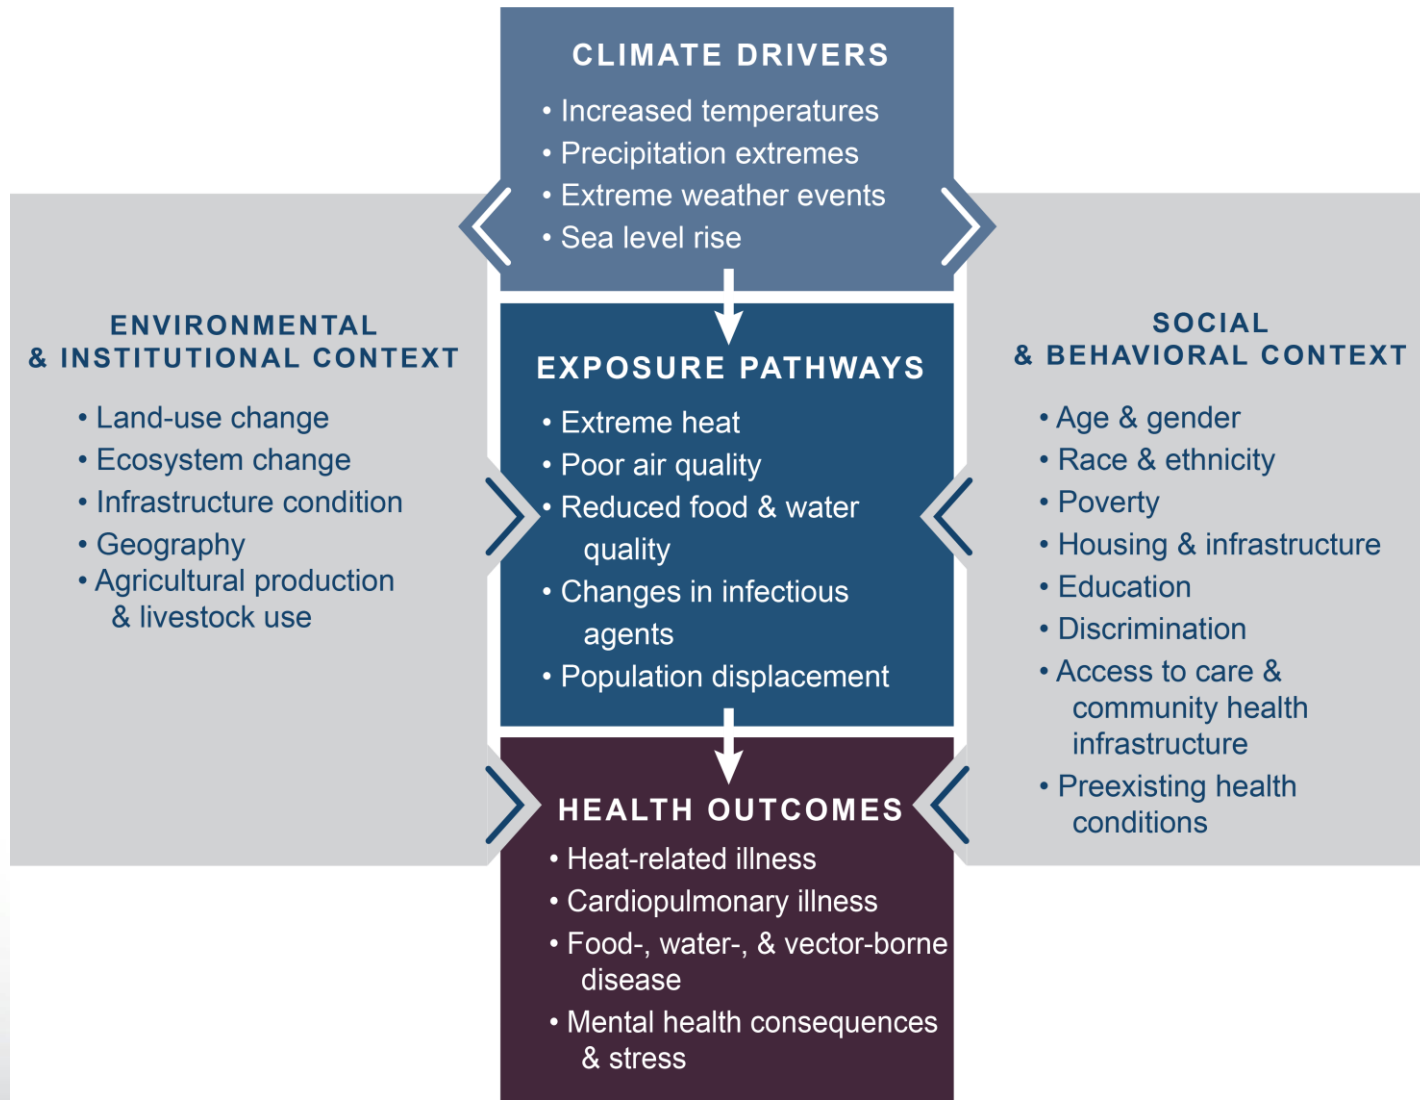 CLIMATE DRIVERS
• Increased temperatures
• Precipitation extremes
• Extreme weather events
• Sea level rise
ENVIRONMENTAL
& INSTITUTIONAL CONTEXT
• Land-use change
• Ecosystem change
• Infrastructure condition
• Geography
• Agricultural production
& livestock use
EXPOSURE PATHWAYS
• Extreme heat
• Poor air quality
• Reduced food & water
quality
• Changes in infectious
agents
• Population displacement
SOCIAL
& BEHAVIORAL CONTEXT
• Age & gender
• Race & ethnicity
• Poverty
• Housing & infrastructure
• Education
• Discrimination
• Access to care &
community health
infrastructure
• Preexisting health
conditions
HEALTH OUTCOMES
• Heat-related illness
• Cardiopulmonary illness
• Food-, water-, & vector-borne
disease
• Mental health consequences
& stress